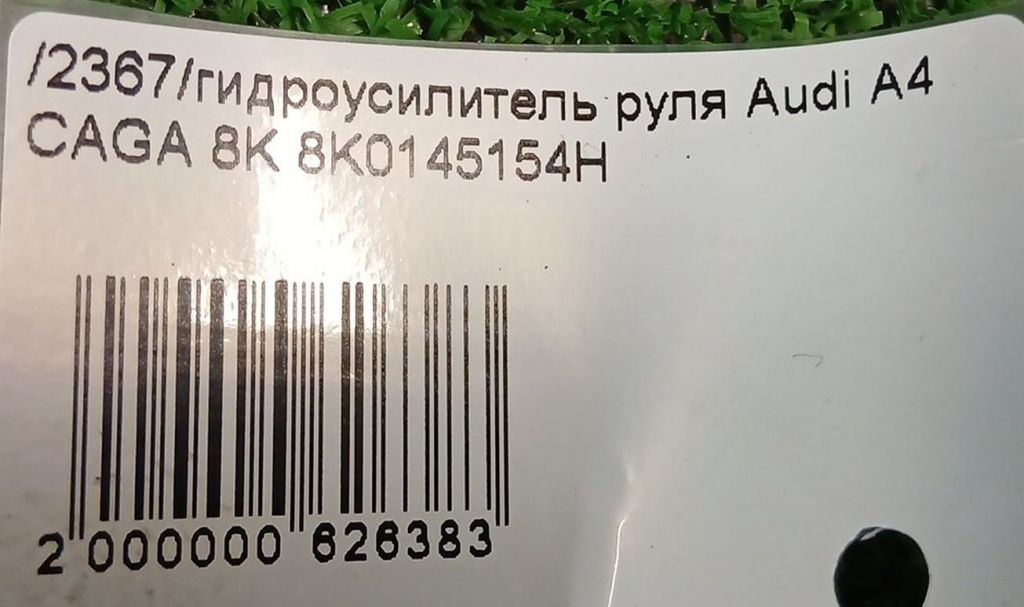 /2367/гидроусилитель руля Audi A4
CAGA 8K 8K0145154H
2 000000 626383